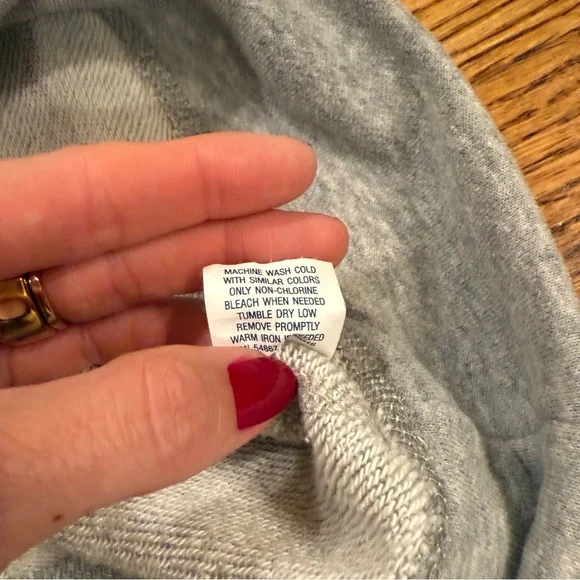 MACHINE WASH COLD
WITH SIMILAR COLORS
ONLY NON-CHLORINE
BLEACH WHEN NEEDED
TUMBLE DRY LOW
REMOVE PROMPTLY
WARM IRON IF NEEDED
54867